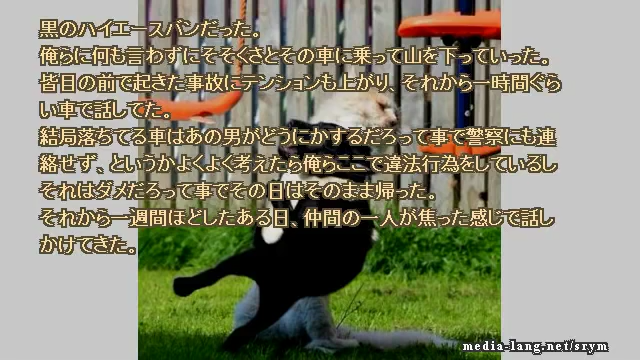 黒のハイエースバンだった。
俺らに何も言わずにそそくさとその車に乗って山を下っていった。
皆目の前で起きた事故にテンションも上がり、それから一時間ぐら
い車で話してた。
結局落ちてる車はあの男がどうにかするだろって事で警察にも連
絡せず、というかよくよく考えたら俺らここで違法行為をしているし
それはダメだろって事でその日はそのまま帰った。
それから一週間ほどしたある日、仲間の一人が焦った感じで話し
かけてきた。
media-lang.net/srym